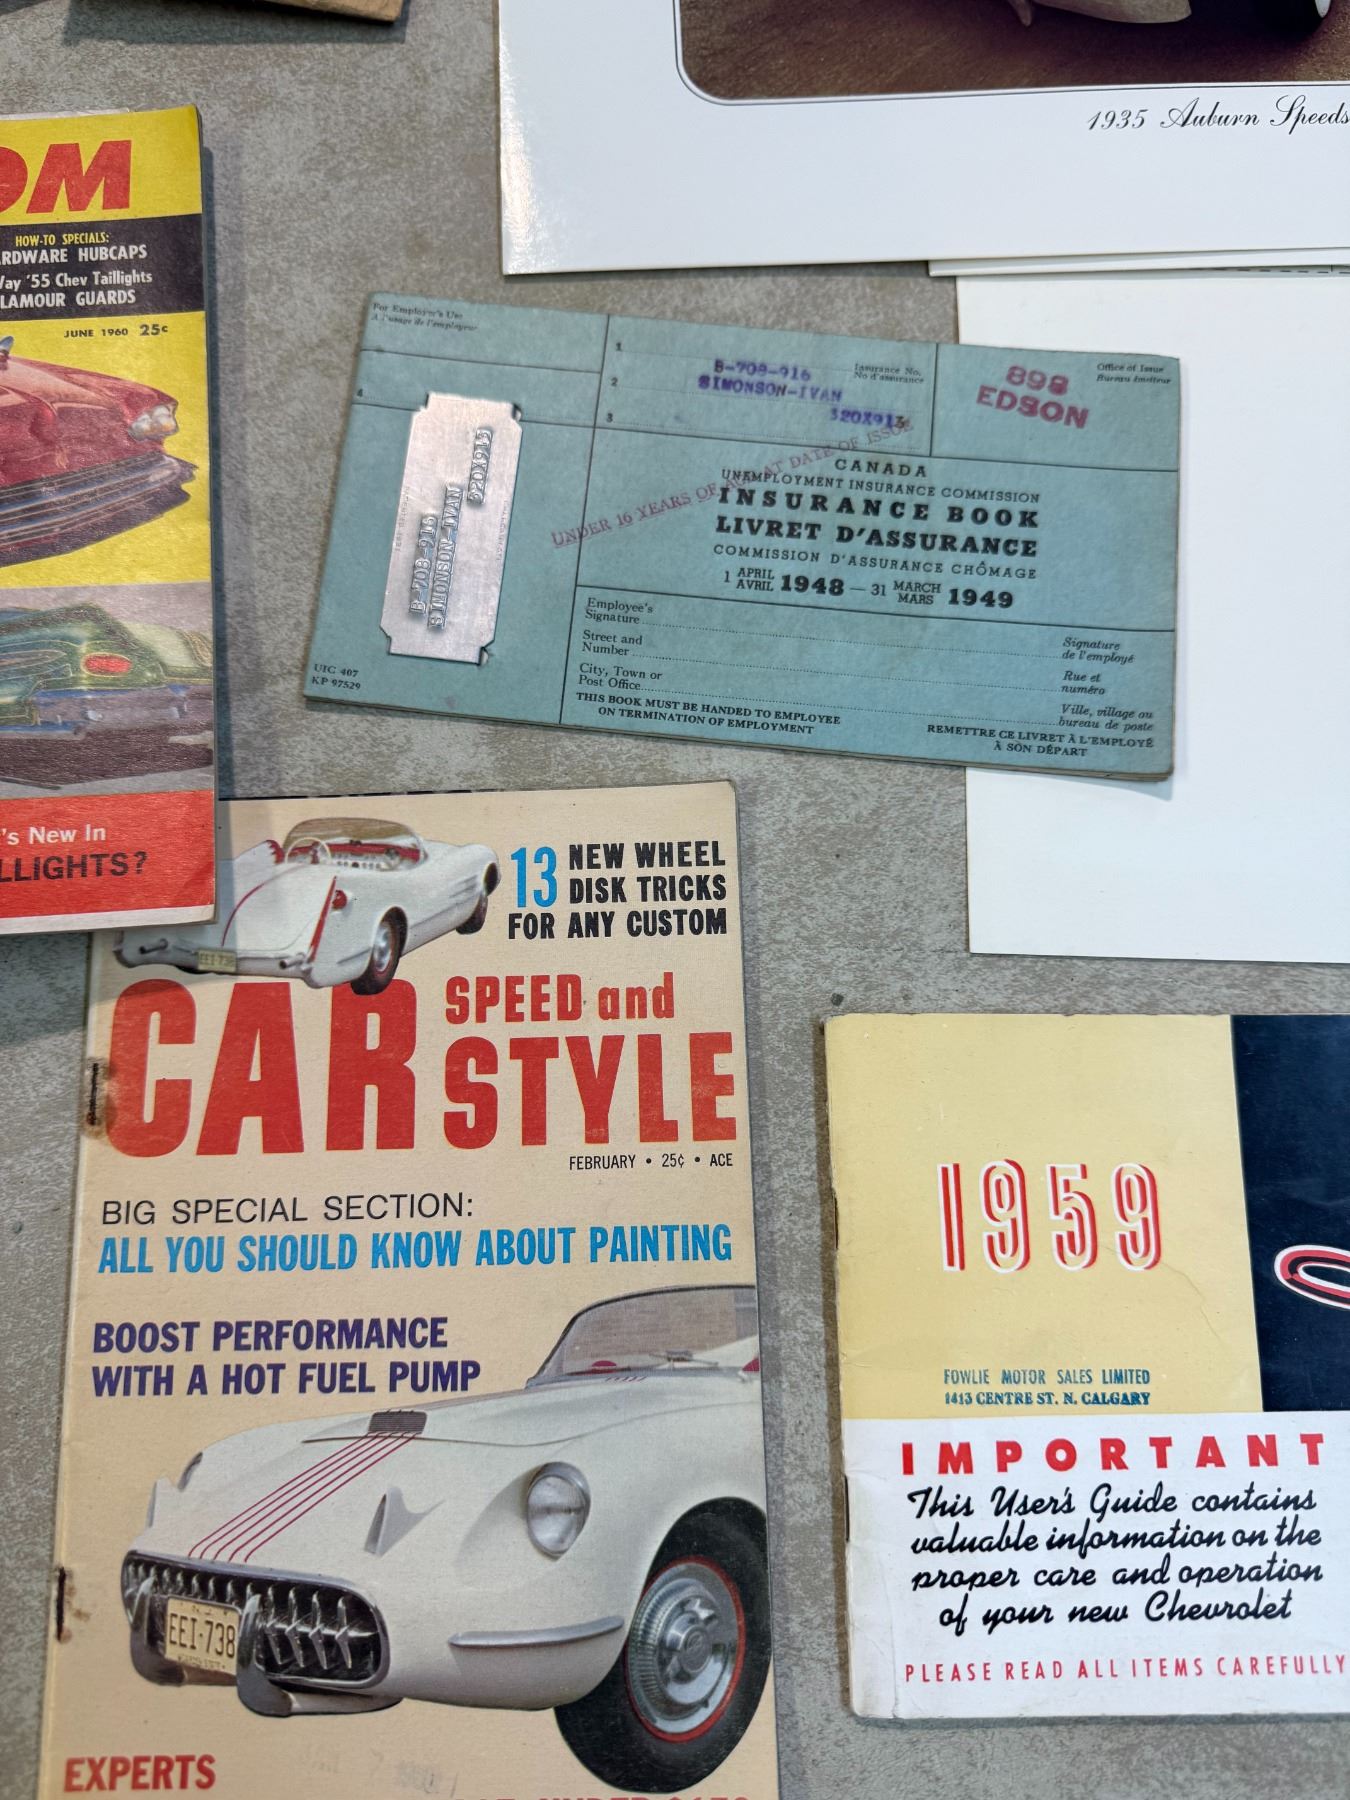 1935 Auburn Speeds
OM
HOW-TO SPECIALS:
RDWARE HUBCAPS
Way '55 Chev Taillights
LAMOUR GUARDS
JUNE 1960 25¢
's New In
LLIGHTS?
For Employer's Use
A l'usage de l'employeur
4
1
2
3
B-708-916
SIMONSON-IVAN
320X913
Insurance No.
No d'assurance
898
EDSON
Office of Issue
Bureau émetteur
UNDER 16 YEARS OF AGE AT DATE OF ISSUE
B-708-916
SIMONSON-IVAN
320X913
CANADA
UNEMPLOYMENT INSURANCE COMMISSION
INSURANCE BOOK
LIVRET D'ASSURANCE
COMMISSION D'ASSURANCE CHÔMAGE
1 APRIL AVRIL 1948 — 31 MARCH MARS 1949
Employee's
Signature
Signature
de l'employé
Street and
Number
Rue et
numéro
City, Town or
Post Office
Ville, village ou
bureau de poste
THIS BOOK MUST BE HANDED TO EMPLOYEE
ON TERMINATION OF EMPLOYMENT
REMETTRE CE LIVRET À L'EMPLOYÉ
À SON DÉPART
UIC 407
KP 97529
13 NEW WHEEL
DISK TRICKS
FOR ANY CUSTOM
EEI-738
CAR SPEED and
STYLE
FEBRUARY • 25¢ • ACE
BIG SPECIAL SECTION:
ALL YOU SHOULD KNOW ABOUT PAINTING
BOOST PERFORMANCE
WITH A HOT FUEL PUMP
EEI-738
EXPERTS
1959
FOWLIE MOTOR SALES LIMITED
1413 CENTRE ST. N. CALGARY
IMPORTANT
This User's Guide contains
valuable information on the
proper care and operation
of your new Chevrolet
PLEASE READ ALL ITEMS CAREFULLY